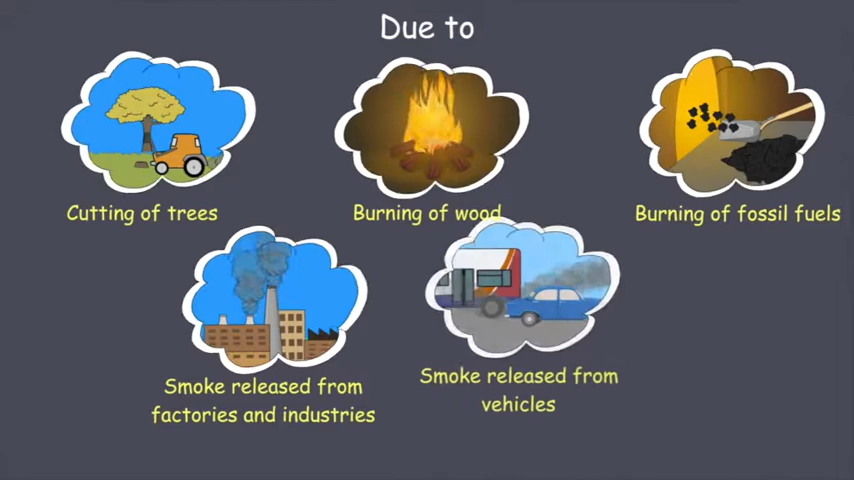 Due to
Cutting of trees
Burning of wood
Burning of fossil fuels
Smoke released from
factories and industries
Smoke released from
vehicles